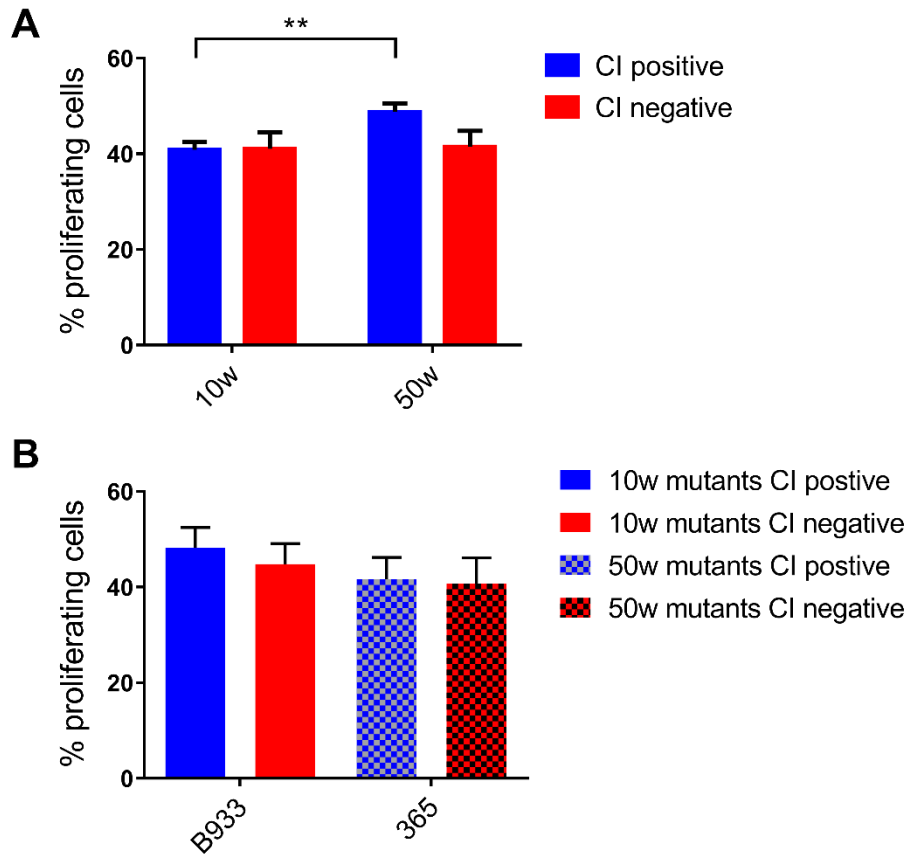 A
**
60
40
20
0
% proliferating cells
10w
50w
CI positive
CI negative
B
60
40
20
0
% proliferating cells
B933
365
10w mutants CI postive
10w mutants CI negative
50w mutants CI postive
50w mutants CI negative